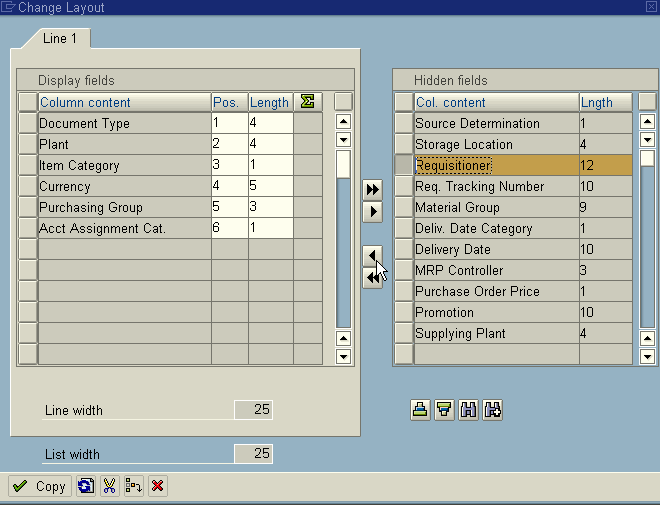 Change Layout
Line 1
Display fields
Column content Pos. Length
Document Type 1 4
Plant 2 4
Item Category 3 1
Currency 4 5
Purchasing Group 5 3
Acct Assignment Cat. 6 1
Line width 25
List width 25
Hidden fields
Col. content Lngth
Source Determination 1
Storage Location 4
Requisitioner 12
Req. Tracking Number 10
Material Group 9
Deliv. Date Category 1
Delivery Date 10
MRP Controller 3
Purchase Order Price 1
Promotion 10
Supplying Plant 4
Copy